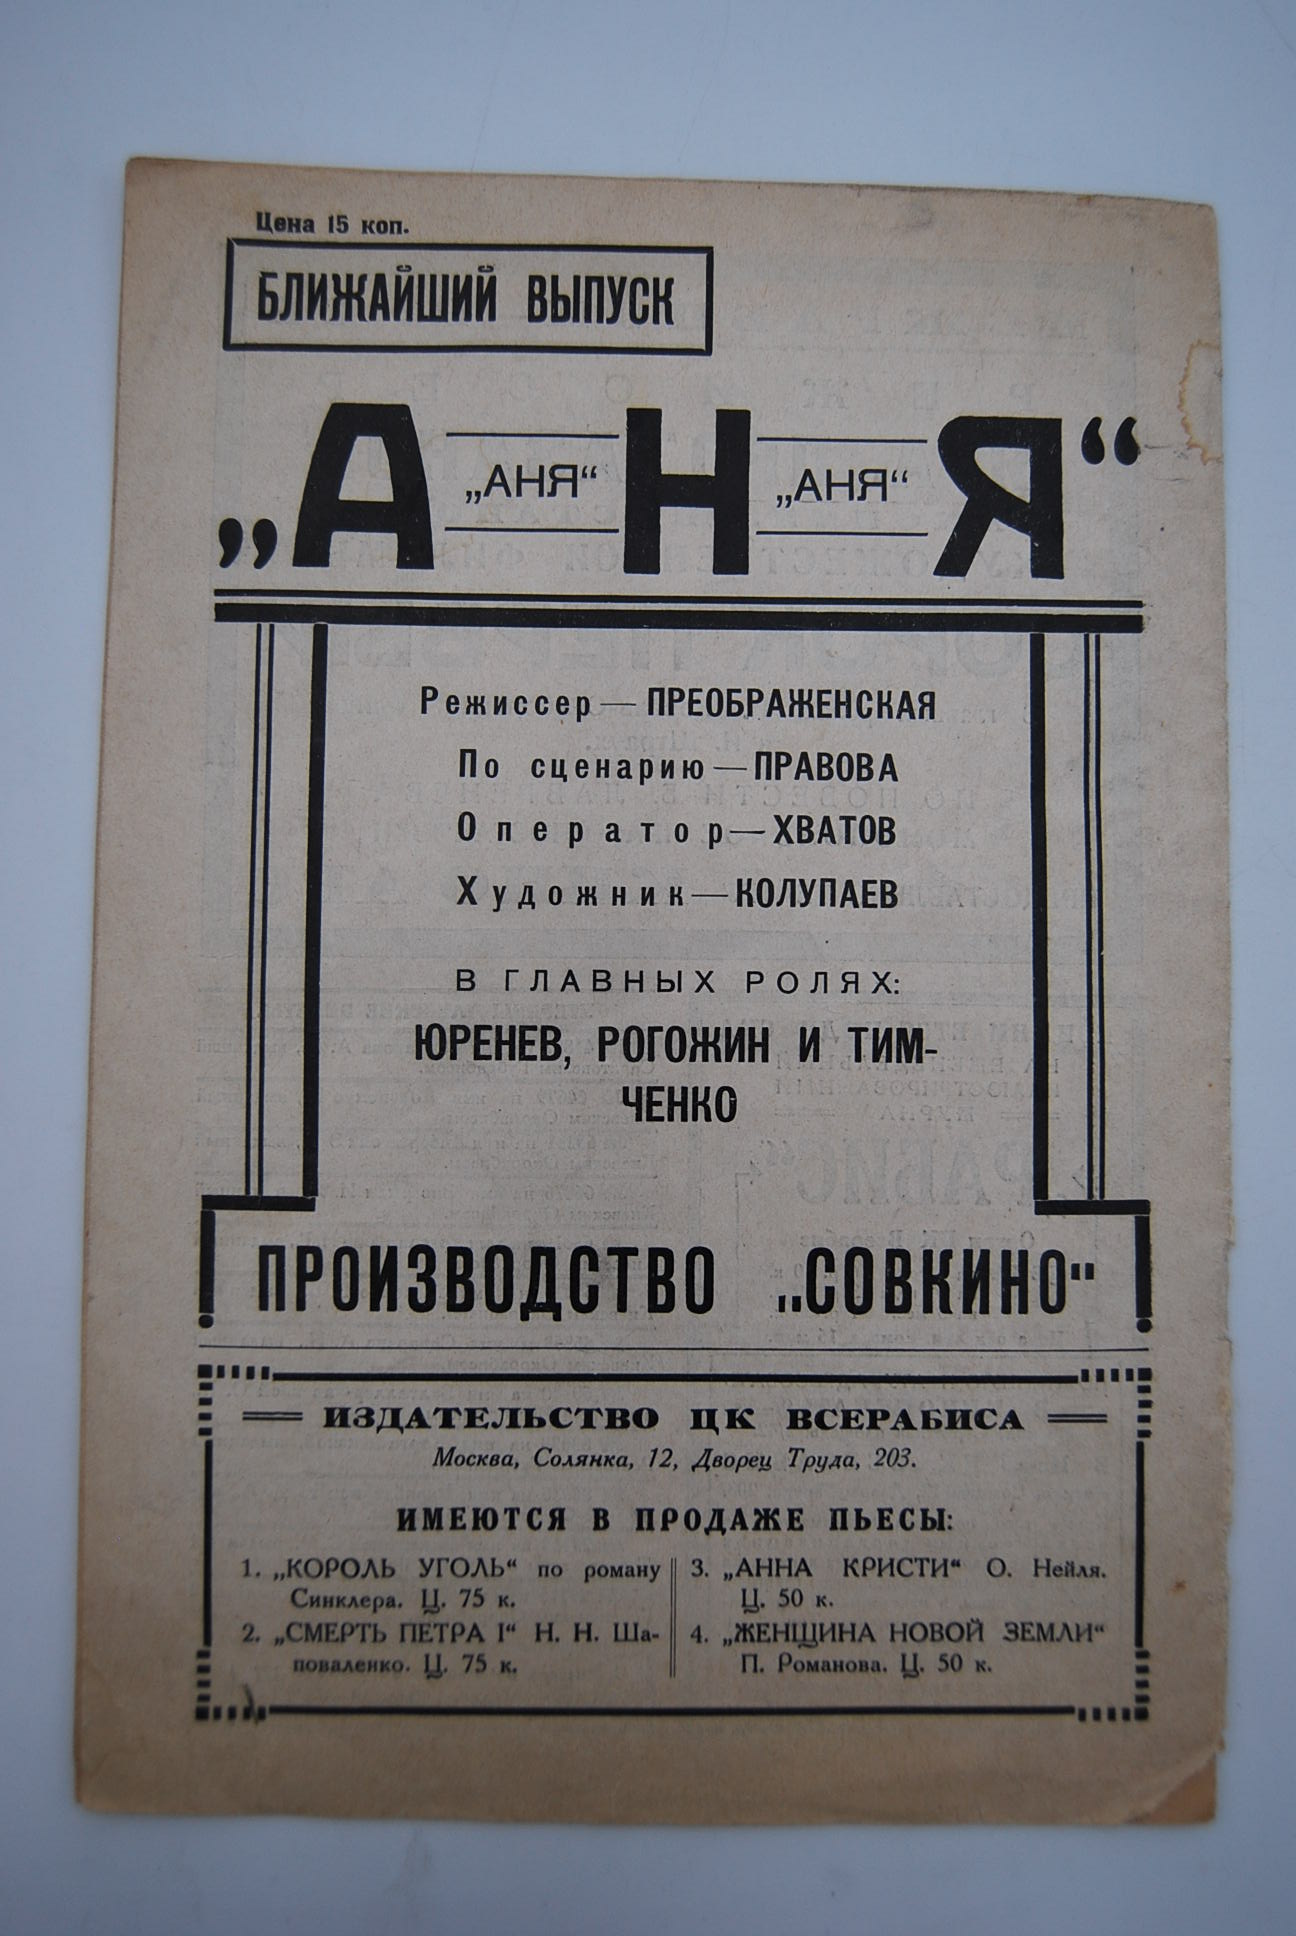 Цена 15 коп.
БЛИЖАЙШИЙ ВЫПУСК
„АНЯ“
„АНЯ“ „АНЯ“
Режиссер—ПРЕОБРАЖЕНСКАЯ
По сценарию—ПРАВОВА
Оператор—ХВАТОВ
Художник—КОЛУПАЕВ
В ГЛАВНЫХ РОЛЯХ:
ЮРЕНЕВ, РОГОЖИН И ТИМ-
ЧЕНКО
ПРОИЗВОДСТВО „СОВКИНО“
ИЗДАТЕЛЬСТВО ЦК ВСЕРАБИСА
Москва, Солянка, 12, Дворец Труда, 203.
ИМЕЮТСЯ В ПРОДАЖЕ ПЬЕСЫ:
1. „КОРОЛЬ УГОЛЬ“ по роману
Синклера. Ц. 75 к.
2. „СМЕРТЬ ПЕТРА I“ Н. Н. Ша-
поваленко. Ц. 75 к.
3. „АННА КРИСТИ“ О. Нейля.
Ц. 50 к.
4. „ЖЕНЩИНА НОВОЙ ЗЕМЛИ“
П. Романова. Ц. 50 к.